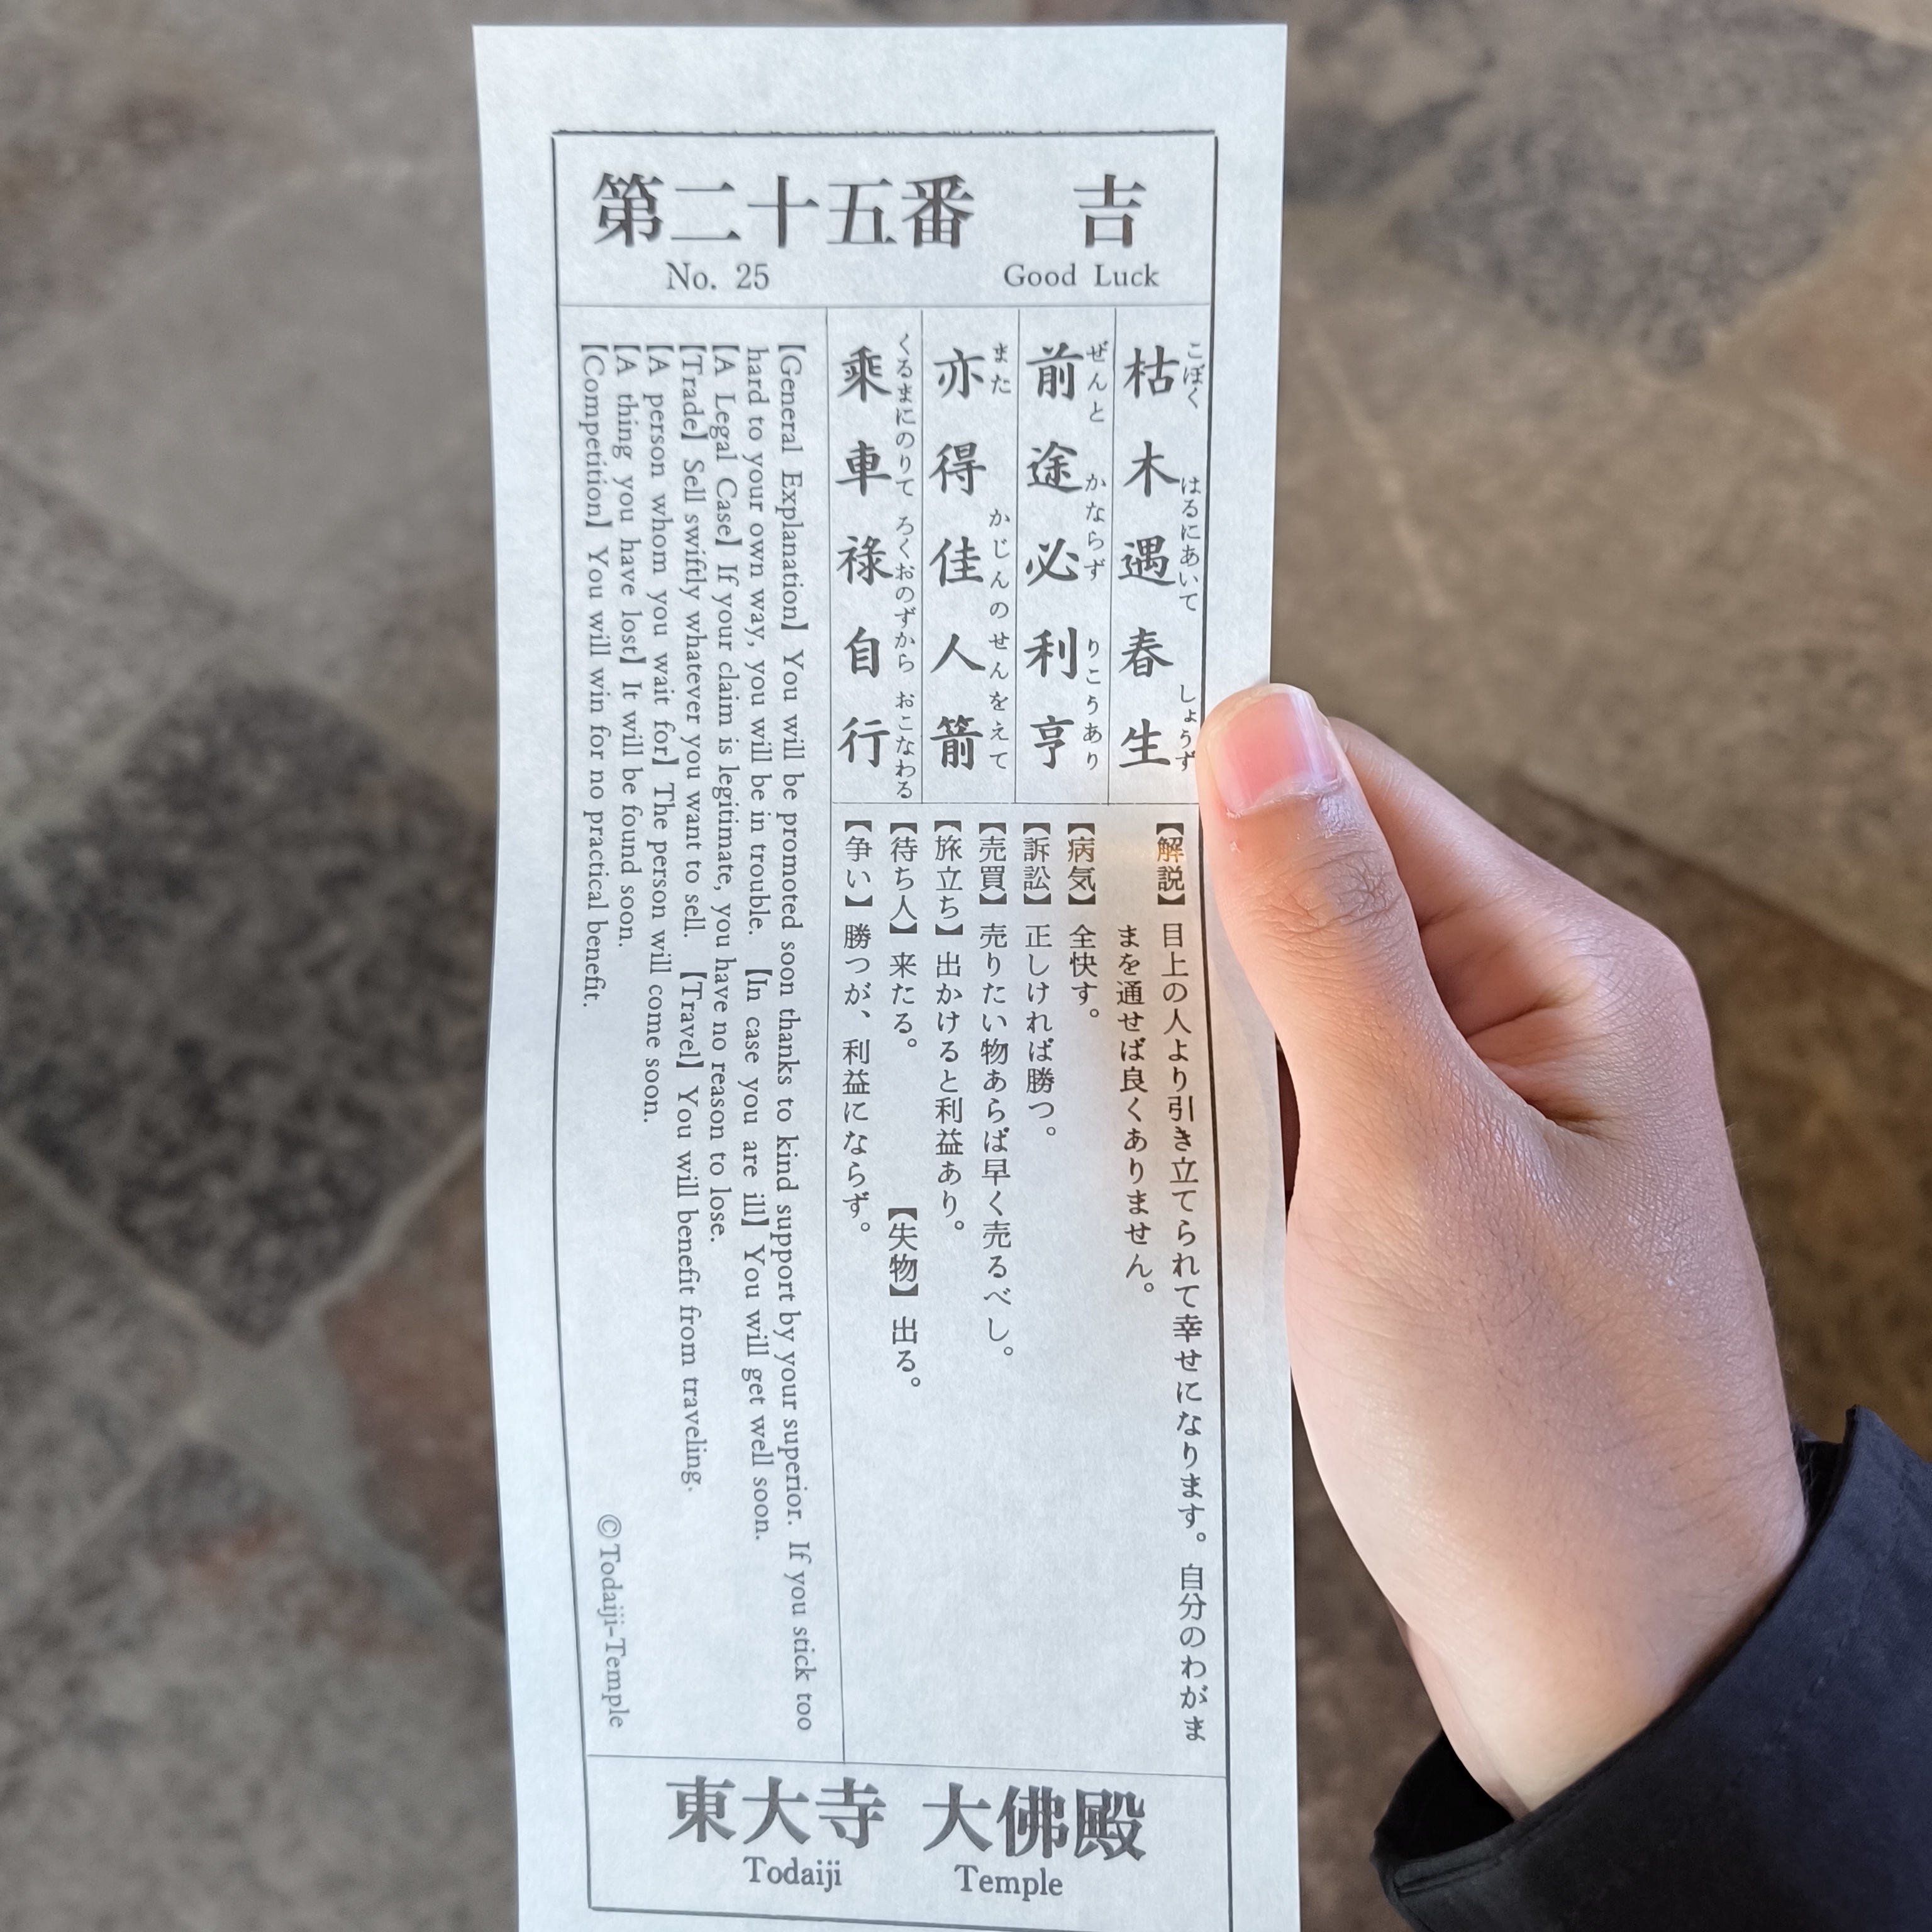 第二十五番 吉
No. 25 Good Luck
こぼく はるにあいて しょうず
枯木遇春生
ぜんと かならず りこうあり
前途必利亨
また かじんのせんをえて
亦得佳人箭
くるまにのりて ろくおのずから おこなわる
乘車祿自行
【解説】目上の人より引き立てられて幸せになります。自分のわがま
まを通せば良くありません。
【病気】全快す。
【訴訟】正しければ勝つ。
【売買】売りたい物あらば早く売るべし。
【旅立ち】出かけると利益あり。
【待ち人】来たる。 【失物】出る。
【争い】勝つが、利益にならず。
【General Explanation】 You will be promoted soon thanks to kind support by your superior. If you stick too
hard to your own way, you will be in trouble. 【In case you are ill】 You will get well soon.
【A Legal Case】 If your claim is legitimate, you have no reason to lose.
【Trade】 Sell swiftly whatever you want to sell. 【Travel】 You will benefit from traveling.
【A person whom you wait for】 The person will come soon.
【A thing you have lost】 It will be found soon.
【Competition】 You will win for no practical benefit.
©Todaiji-Temple
東大寺 大佛殿
Todaiji Temple